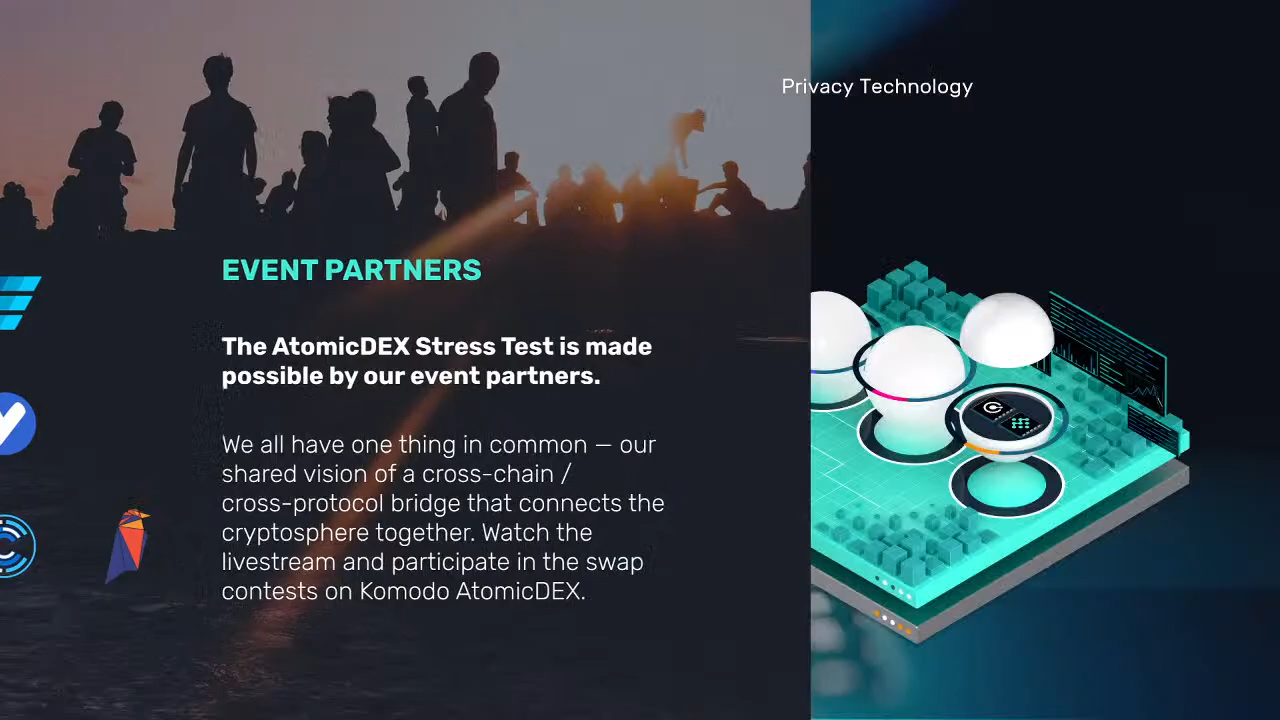 Privacy Technology
EVENT PARTNERS
The AtomicDEX Stress Test is made
possible by our event partners.
We all have one thing in common — our
shared vision of a cross-chain /
cross-protocol bridge that connects the
cryptosphere together. Watch the
livestream and participate in the swap
contests on Komodo AtomicDEX.